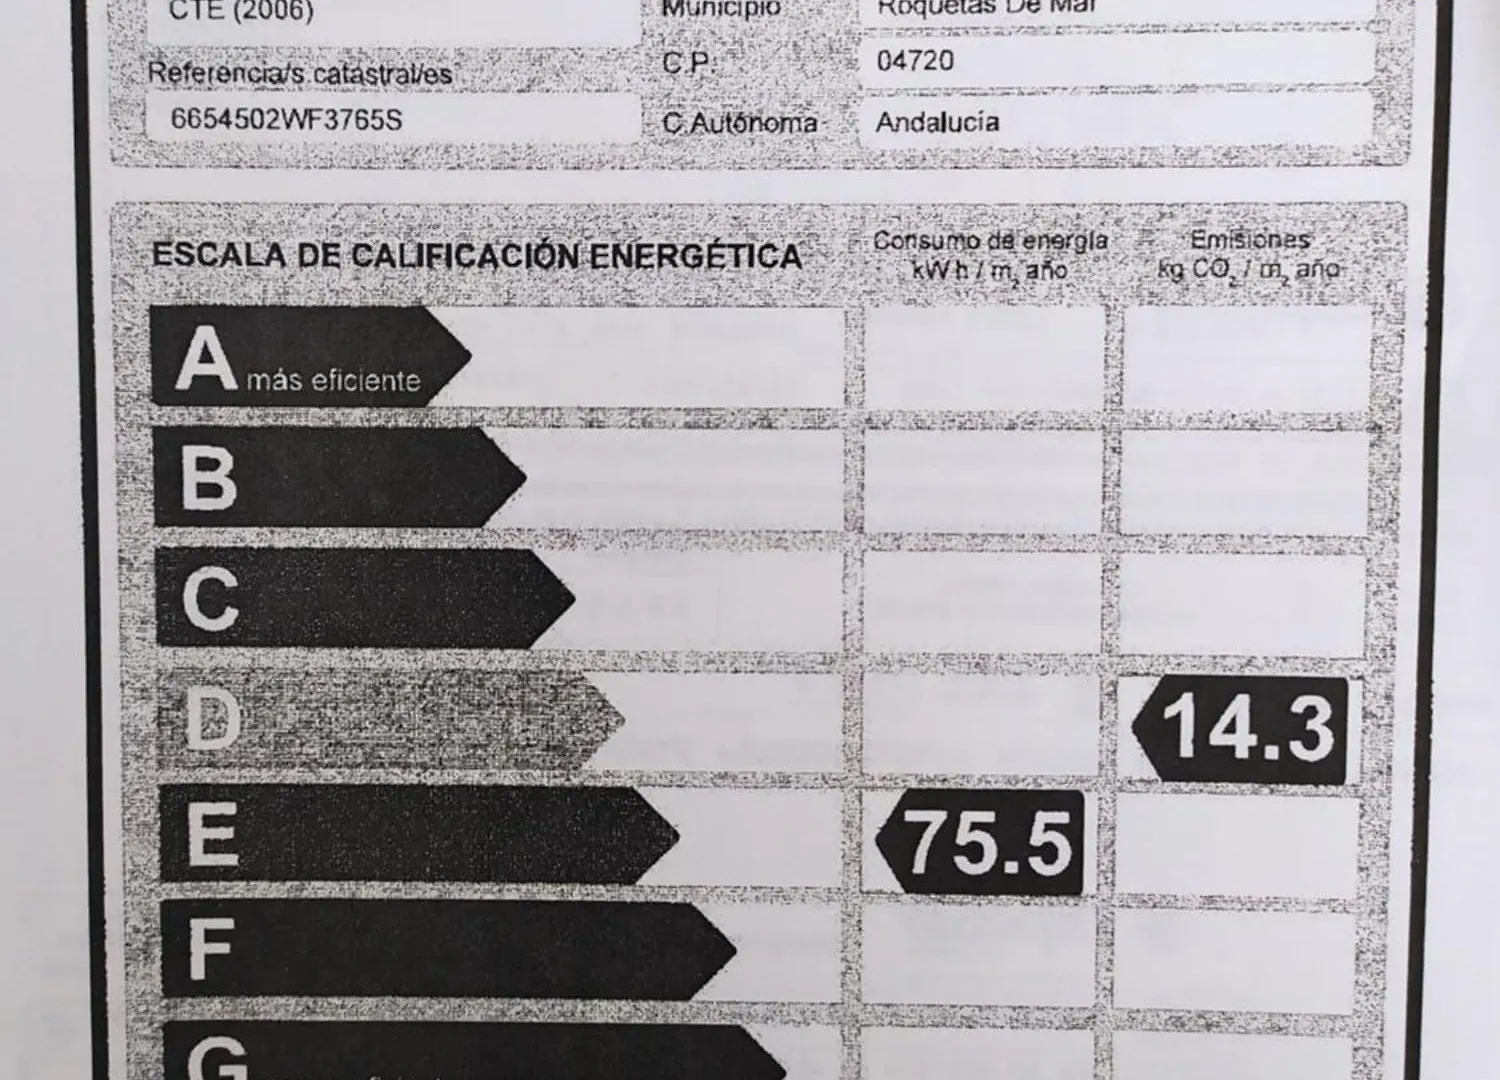 CTE (2006)
Municipio
Roquetas De Mar
Referencia/s catastral/es
C.P.
04720
6654502WF3765S
C.Autónoma
Andalucía
ESCALA DE CALIFICACIÓN ENERGÉTICA
Consumo de energía
kW h / m² año
Emisiones
kg CO₂ / m² año
A más eficiente
B
C
D
14.3
E
75.5
F
G